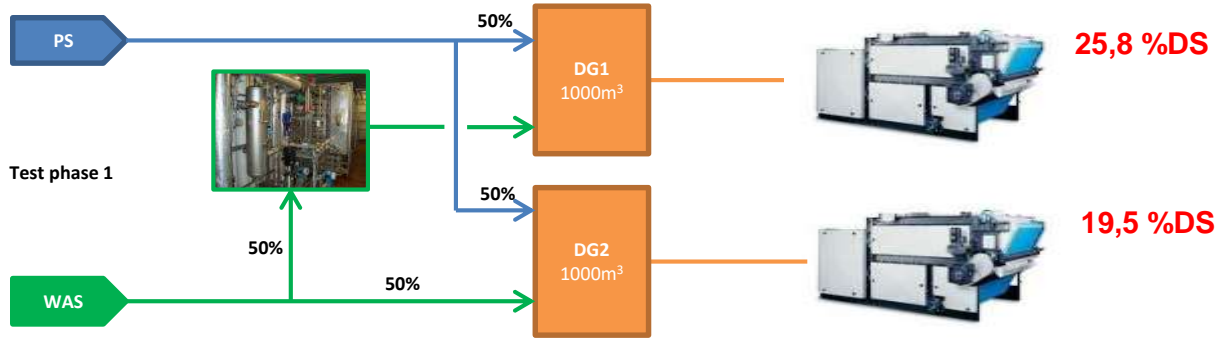 50%
PS
25,8 %DS
DG1
1000m³
Test phase 1
50%
50%
19,5 %DS
50%
DG2
1000m³
WAS